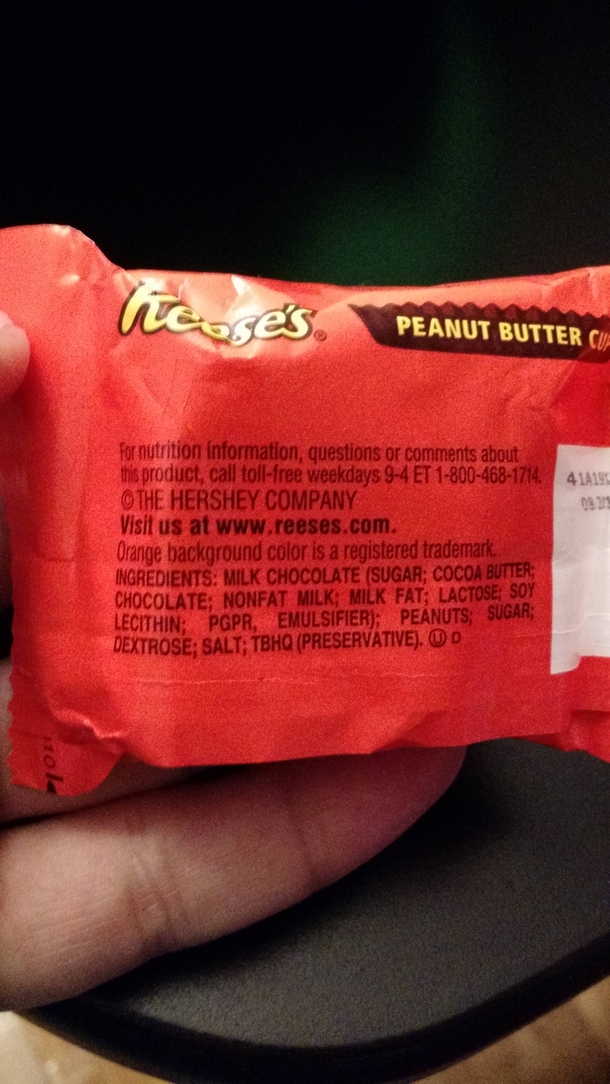 Reese's®
PEANUT BUTTER
For nutrition information, questions or comments about
this product, call toll-free weekdays 9-4 ET 1-800-468-1714.
© THE HERSHEY COMPANY
Visit us at www.reeses.com.
Orange background color is a registered trademark.
INGREDIENTS: MILK CHOCOLATE (SUGAR; COCOA BUTTER;
CHOCOLATE; NONFAT MILK; MILK FAT; LACTOSE; SOY
LECITHIN; PGPR, EMULSIFIER); PEANUTS; SUGAR;
DEXTROSE; SALT; TBHQ (PRESERVATIVE). Ⓤ D